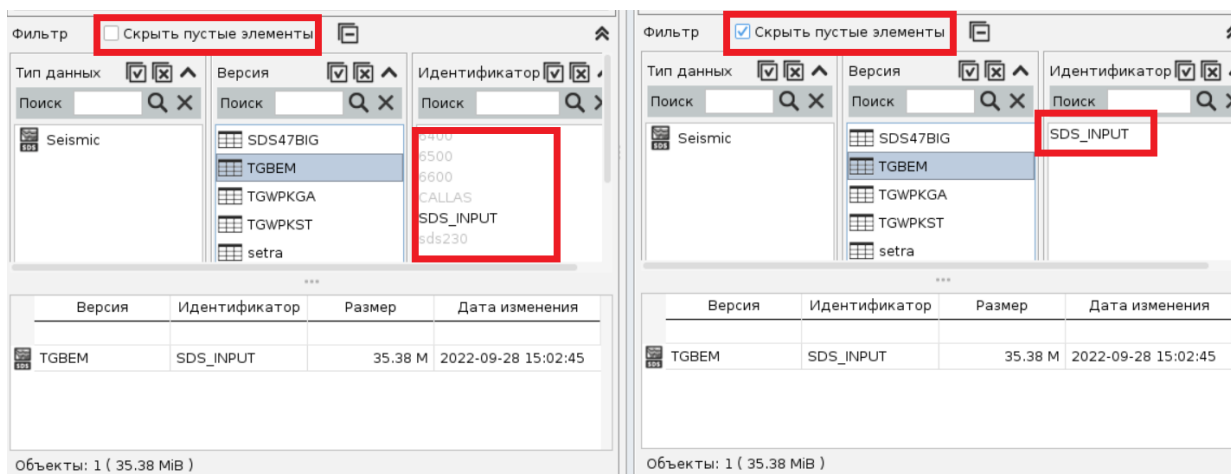 Фильтр Скрыть пустые элементы
Тип данных Версия Идентификатор
Поиск Поиск Поиск
SDS Seismic
SDS47BIG
TGBEM
TGWPKGA
TGWPKST
setra
6400
6500
6600
CALLAS
SDS_INPUT
sds230
Версия Идентификатор Размер Дата изменения
SDS TGBEM SDS_INPUT 35.38 M 2022-09-28 15:02:45
Объекты: 1 ( 35.38 MiB )
Фильтр Скрыть пустые элементы
Тип данных Версия Идентификатор
Поиск Поиск Поиск
SDS Seismic
SDS47BIG
TGBEM
TGWPKGA
TGWPKST
setra
SDS_INPUT
Версия Идентификатор Размер Дата изменения
SDS TGBEM SDS_INPUT 35.38 M 2022-09-28 15:02:45
Объекты: 1 ( 35.38 MiB )